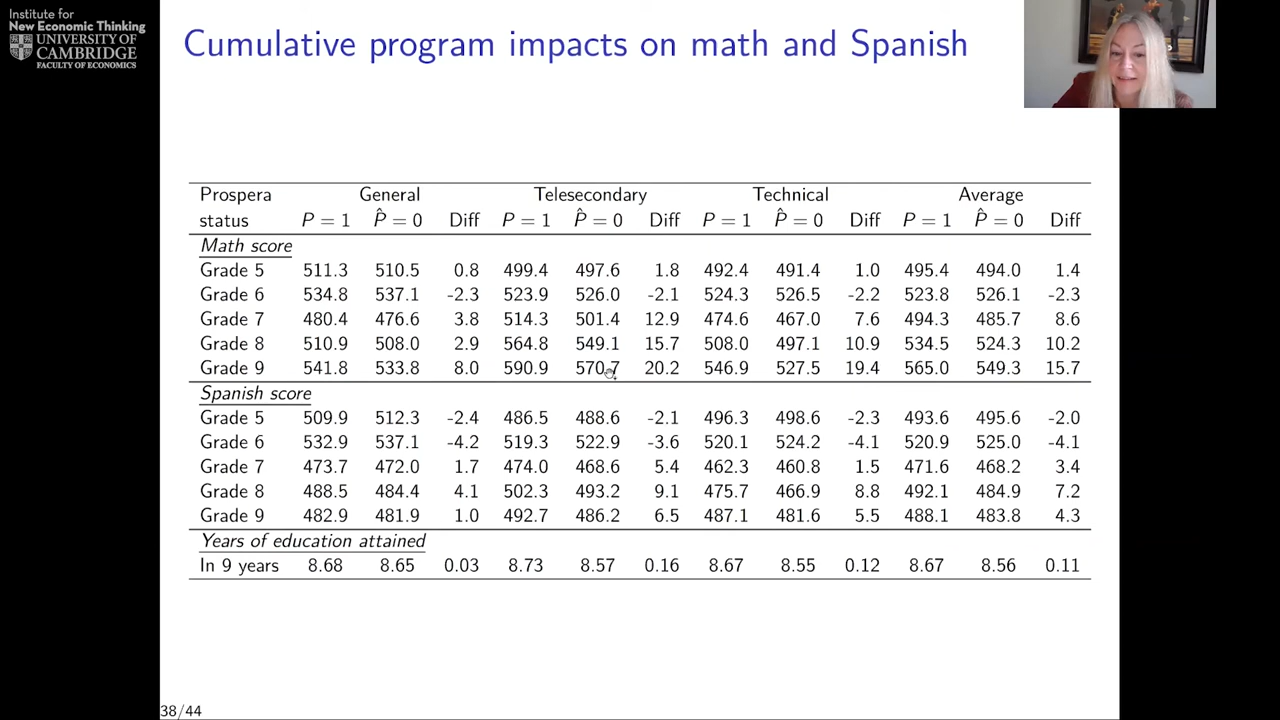 Institute for
New Economic Thinking
UNIVERSITY OF
CAMBRIDGE
FACULTY OF ECONOMICS
Cumulative program impacts on math and Spanish
Prospera General Telesecondary Technical Average
status P = 1 P̂ = 0 Diff P = 1 P̂ = 0 Diff P = 1 P̂ = 0 Diff P = 1 P̂ = 0 Diff
Math score
Grade 5 511.3 510.5 0.8 499.4 497.6 1.8 492.4 491.4 1.0 495.4 494.0 1.4
Grade 6 534.8 537.1 -2.3 523.9 526.0 -2.1 524.3 526.5 -2.2 523.8 526.1 -2.3
Grade 7 480.4 476.6 3.8 514.3 501.4 12.9 474.6 467.0 7.6 494.3 485.7 8.6
Grade 8 510.9 508.0 2.9 564.8 549.1 15.7 508.0 497.1 10.9 534.5 524.3 10.2
Grade 9 541.8 533.8 8.0 590.9 570.7 20.2 546.9 527.5 19.4 565.0 549.3 15.7
Spanish score
Grade 5 509.9 512.3 -2.4 486.5 488.6 -2.1 496.3 498.6 -2.3 493.6 495.6 -2.0
Grade 6 532.9 537.1 -4.2 519.3 522.9 -3.6 520.1 524.2 -4.1 520.9 525.0 -4.1
Grade 7 473.7 472.0 1.7 474.0 468.6 5.4 462.3 460.8 1.5 471.6 468.2 3.4
Grade 8 488.5 484.4 4.1 502.3 493.2 9.1 475.7 466.9 8.8 492.1 484.9 7.2
Grade 9 482.9 481.9 1.0 492.7 486.2 6.5 487.1 481.6 5.5 488.1 483.8 4.3
Years of education attained
In 9 years 8.68 8.65 0.03 8.73 8.57 0.16 8.67 8.55 0.12 8.67 8.56 0.11
38/44